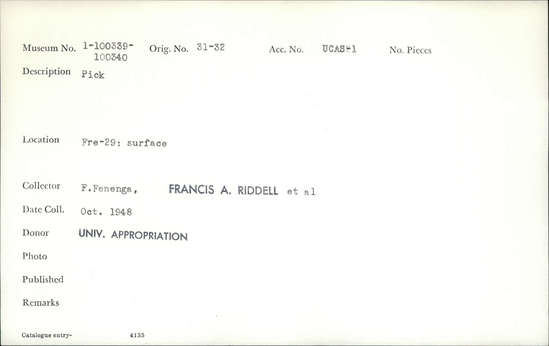 Museum No. 1-100339- Orig. No. 31-32 Acc. No. UCAS-1 No. Pieces
100340
Description Pick
Location Fre-29: surface
Collector F.Fenenga, FRANCIS A. RIDDELL et al
Date Coll. Oct. 1948
Donor UNIV. APPROPRIATION
Photo
Published
Remarks
Catalogue entry- 4135